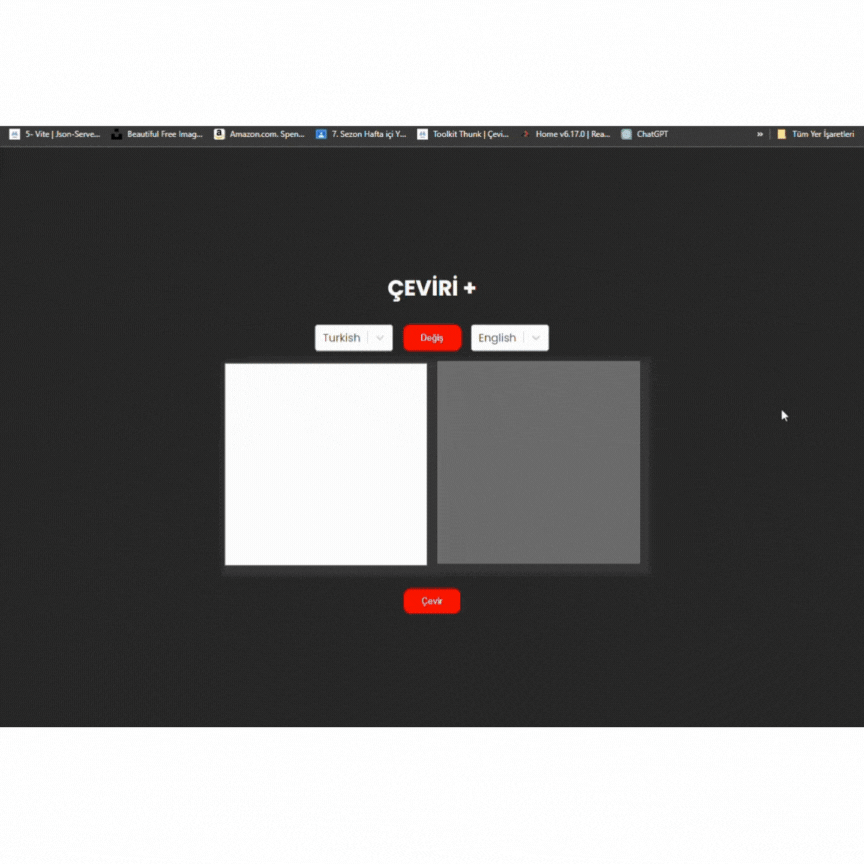 5- Vite | Json-Serve... Beautiful Free Imag... Amazon.com. Spen... 7. Sezon Hafta içi Y... Toolkit Thunk | Çevi... Home v6.17.0 | Rea... ChatGPT » Tüm Yer İşaretleri
ÇEVİRİ +
Turkish Değiş English
Çevir